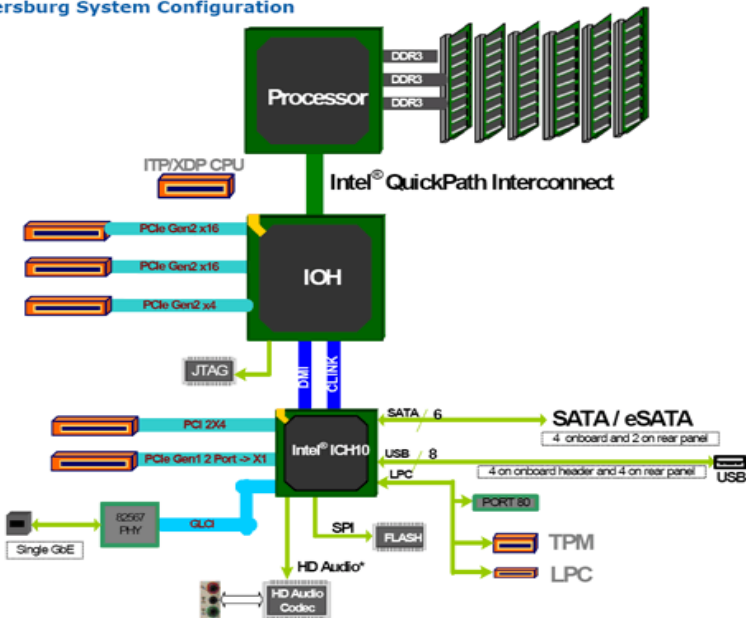 ersburg System Configuration
Processor
DDR3
DDR3
DDR3
ITP/XDP CPU
Intel® QuickPath Interconnect
PCIe Gen2 x16
PCIe Gen2 x16
PCIe Gen2 x4
IOH
JTAG
DMI
CLINK
PCI 2X4
PCIe Gen1 2 Port -> X1
Intel® ICH10
SATA / 6
SATA / eSATA
4 onboard and 2 on rear panel
USB / 8
4 on onboard header and 4 on rear panel
USB
LPC
PORT 80
TPM
LPC
82567
PHY
GLCI
Single GbE
SPI
FLASH
HD Audio*
HD Audio
Codec